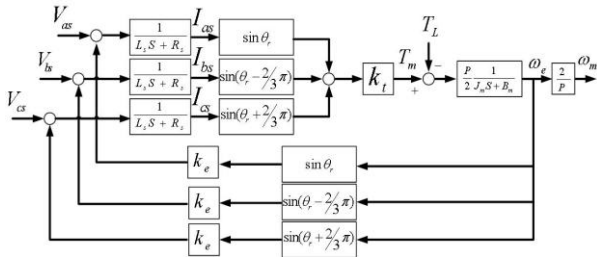 V_as
1 / (L_s S + R_s)
I_as
sin θ_r
V_bs
1 / (L_s S + R_s)
I_bs
sin(θ_r − 2/3 π)
V_cs
1 / (L_s S + R_s)
I_cs
sin(θ_r + 2/3 π)
k_t
T_m
+
T_L
−
P/2 1/(J_m S + B_m)
ω_e
2/P
ω_m
k_e
sin θ_r
k_e
sin(θ_r − 2/3 π)
k_e
sin(θ_r + 2/3 π)